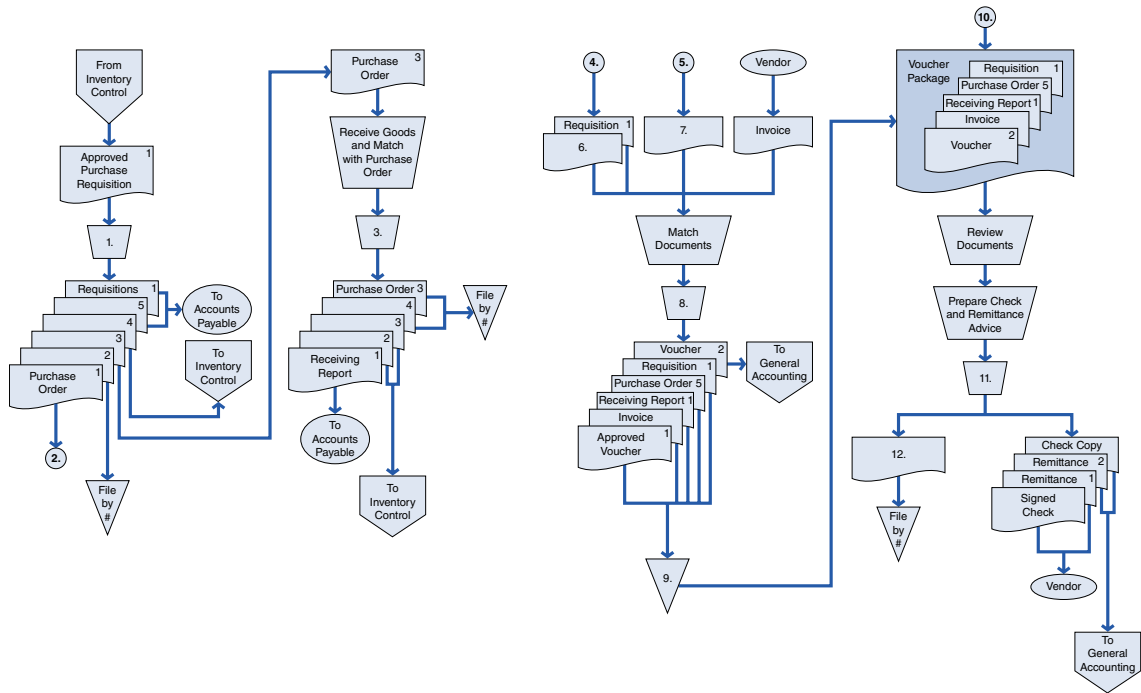 From
Inventory
Control
Approved
Purchase
Requisition
1
1.
Requisitions 1
5
4
3
2
Purchase
Order
1
To
Accounts
Payable
To
Inventory
Control
2.
File
by
#
Purchase
Order
3
Receive Goods
and Match
with Purchase
Order
3.
Purchase Order 3
4
3
2
Receiving
Report
1
File
by
#
To
Accounts
Payable
To
Inventory
Control
4.
5.
Vendor
Requisition 1
6.
7.
Invoice
Match
Documents
8.
Voucher 2
Requisition 1
Purchase Order 5
Receiving Report 1
Invoice
Approved
Voucher
1
To
General
Accounting
9.
10.
Voucher
Package
Requisition 1
Purchase Order 5
Receiving Report 1
Invoice
Voucher
2
Review
Documents
Prepare Check
and Remittance
Advice
11.
12.
File
by
#
Check Copy
Remittance 2
Remittance 1
Signed
Check
Vendor
To
General
Accounting